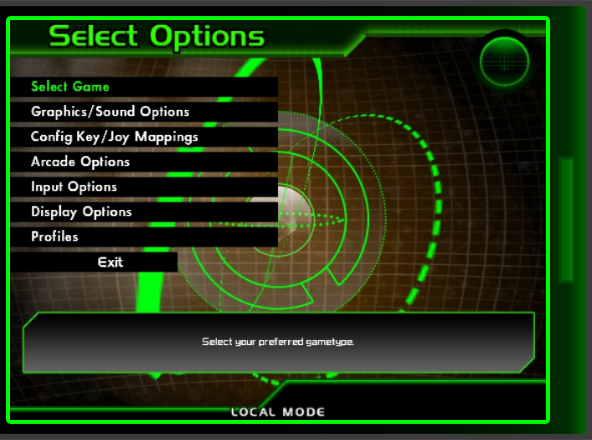 Select Options
Select Game
Graphics/Sound Options
Config Key/Joy Mappings
Arcade Options
Input Options
Display Options
Profiles
Exit
Select your preferred gametype.
LOCAL MODE